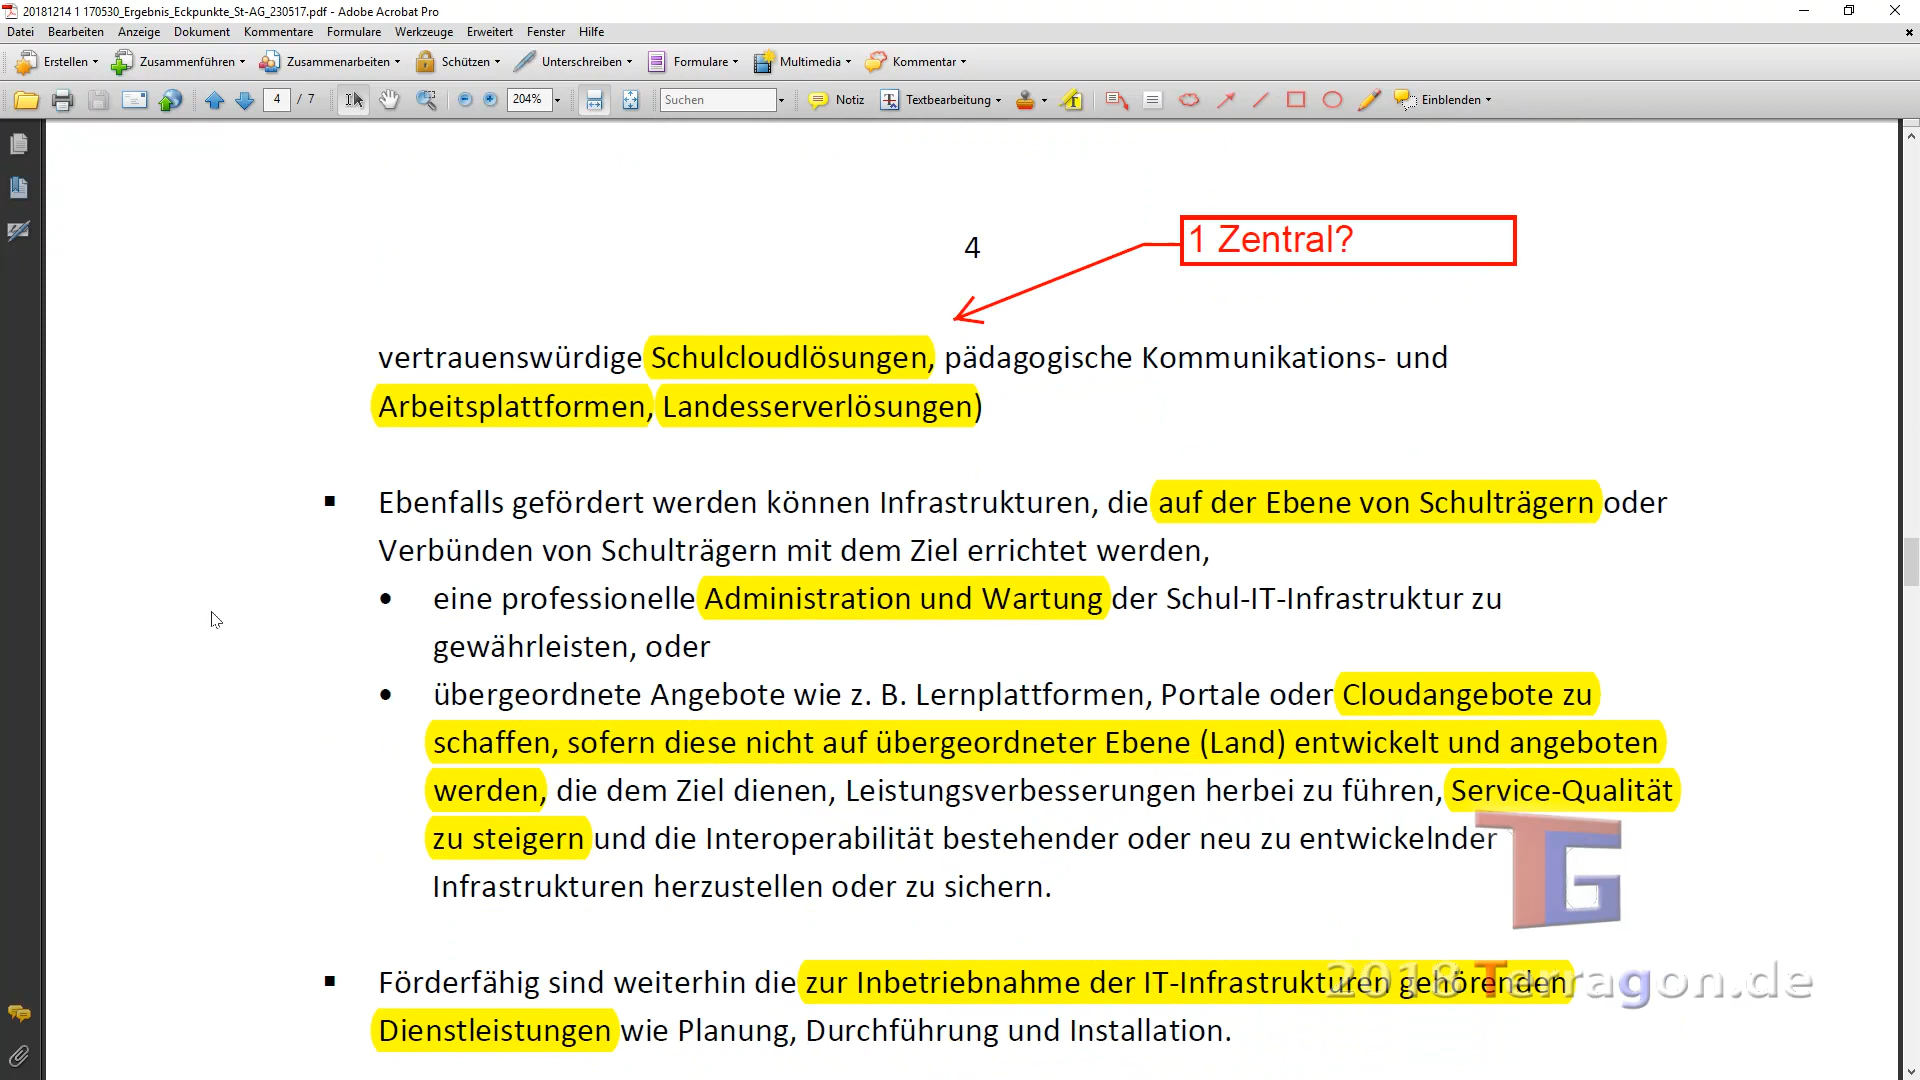 20181214 1 170530_Ergebnis_Eckpunkte_St-AG_230517.pdf - Adobe Acrobat Pro
Datei Bearbeiten Anzeige Dokument Kommentare Formulare Werkzeuge Erweitert Fenster Hilfe
Erstellen Zusammenführen Zusammenarbeiten Schützen Unterschreiben Formulare Multimedia Kommentar
4 / 7 204% Suchen Notiz Textbearbeitung Einblenden
4
1 Zentral?
vertrauenswürdige Schulcloudlösungen, pädagogische Kommunikations- und
Arbeitsplattformen, Landesserverlösungen)
▪ Ebenfalls gefördert werden können Infrastrukturen, die auf der Ebene von Schulträgern oder
Verbünden von Schulträgern mit dem Ziel errichtet werden,
• eine professionelle Administration und Wartung der Schul-IT-Infrastruktur zu
gewährleisten, oder
• übergeordnete Angebote wie z. B. Lernplattformen, Portale oder Cloudangebote zu
schaffen, sofern diese nicht auf übergeordneter Ebene (Land) entwickelt und angeboten
werden, die dem Ziel dienen, Leistungsverbesserungen herbei zu führen, Service-Qualität
zu steigern und die Interoperabilität bestehender oder neu zu entwickelnder
Infrastrukturen herzustellen oder zu sichern.
TG
▪ Förderfähig sind weiterhin die zur Inbetriebnahme der IT-Infrastrukturen gehörenden
2018 Terragon.de
Dienstleistungen wie Planung, Durchführung und Installation.